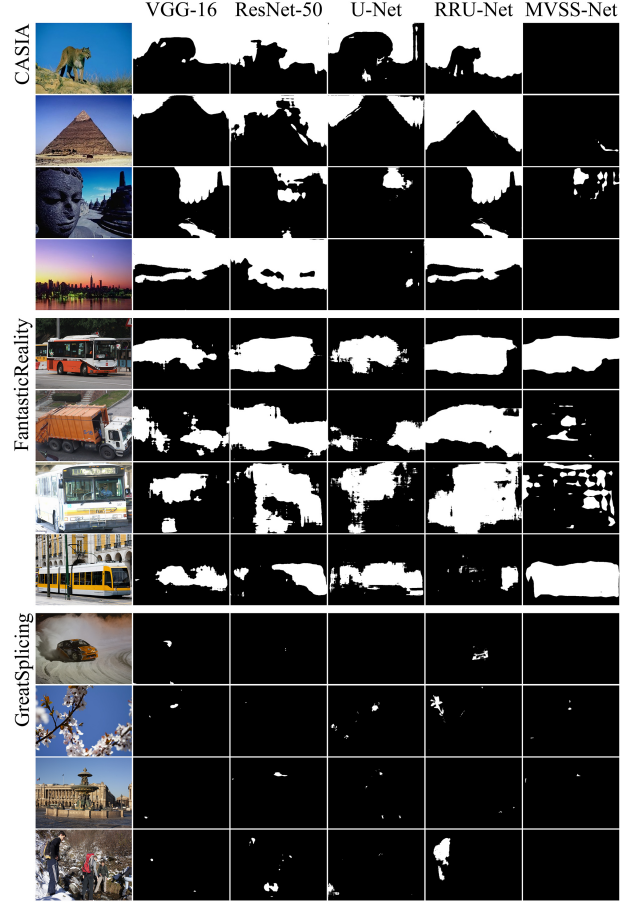 VGG-16 ResNet-50 U-Net RRU-Net MVSS-Net
CASIA
FantasticReality
GreatSplicing